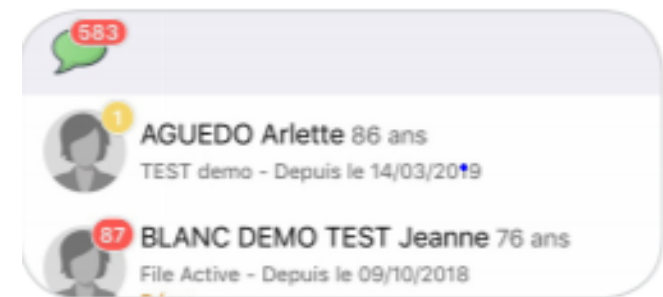 583
1
AGUEDO Arlette 86 ans
TEST demo - Depuis le 14/03/2019
87
BLANC DEMO TEST Jeanne 76 ans
File Active - Depuis le 09/10/2018